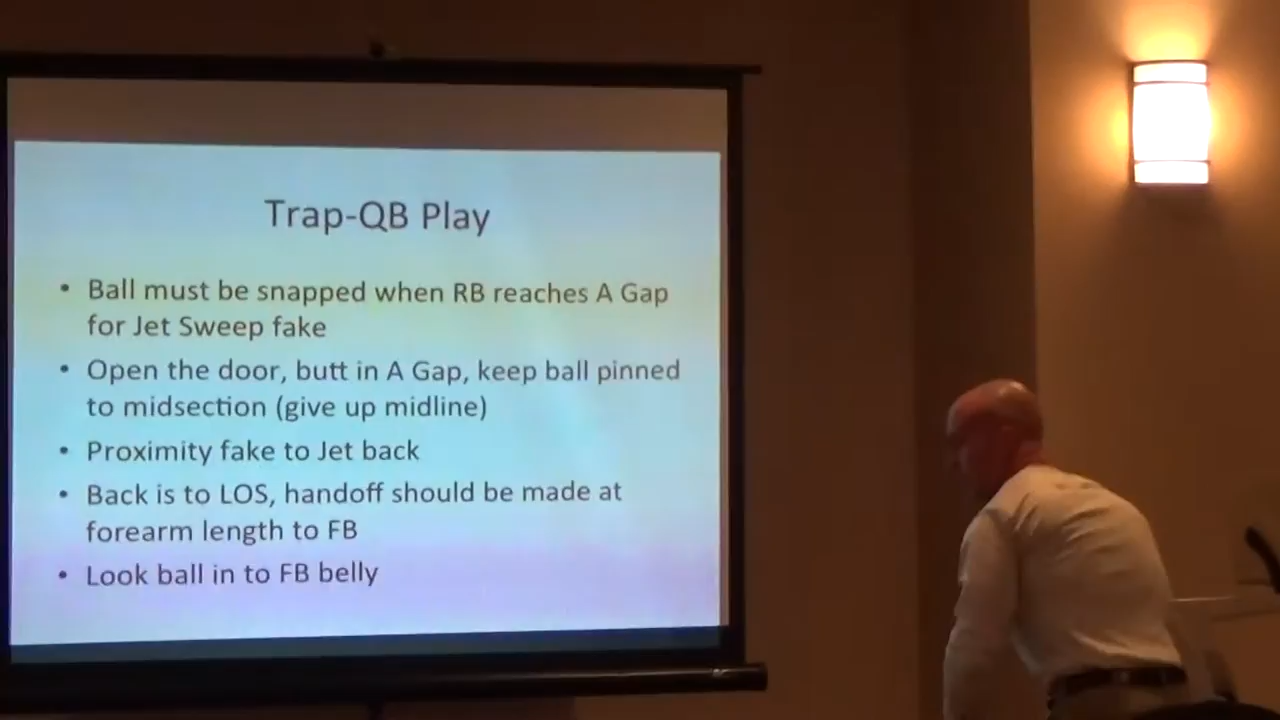 Trap-QB Play
• Ball must be snapped when RB reaches A Gap
for Jet Sweep fake
• Open the door, butt in A Gap, keep ball pinned
to midsection (give up midline)
• Proximity fake to Jet back
• Back is to LOS, handoff should be made at
forearm length to FB
• Look ball in to FB belly